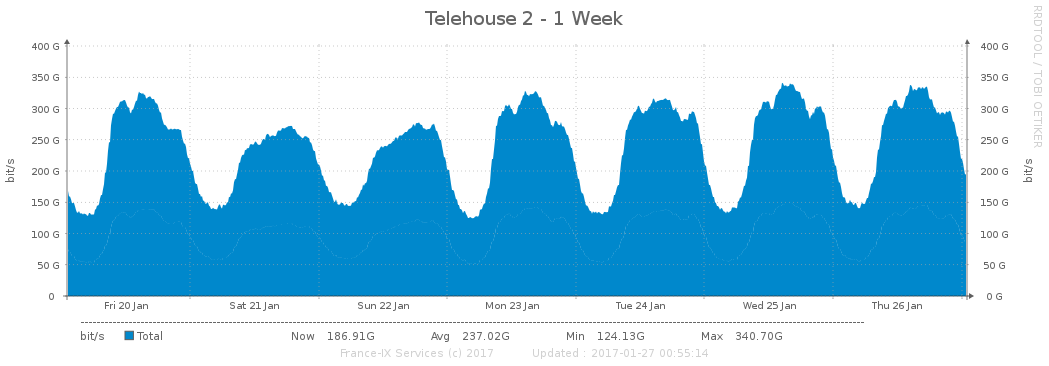 Telehouse 2 - 1 Week
RRDTOOL / TOBI OETIKER
400 G 400 G
350 G 350 G
300 G 300 G
250 G 250 G
200 G 200 G
150 G 150 G
100 G 100 G
50 G 50 G
0 0 G
bit/s bit/s
Fri 20 Jan Sat 21 Jan Sun 22 Jan Mon 23 Jan Tue 24 Jan Wed 25 Jan Thu 26 Jan
bit/s Total Now 186.91G Avg 237.02G Min 124.13G Max 340.70G
France-IX Services (c) 2017 Updated : 2017-01-27 00:55:14